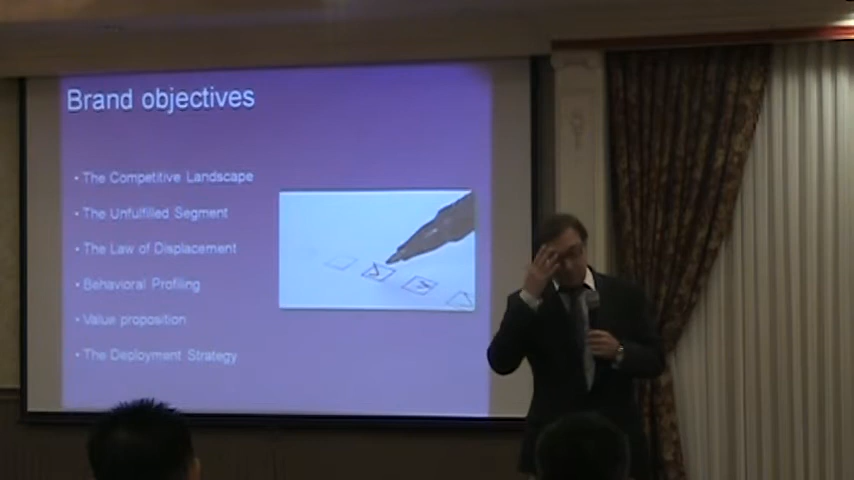 Brand objectives
• The Competitive Landscape
• The Unfulfilled Segment
• The Law of Displacement
• Behavioral Profiling
• Value proposition
• The Deployment Strategy